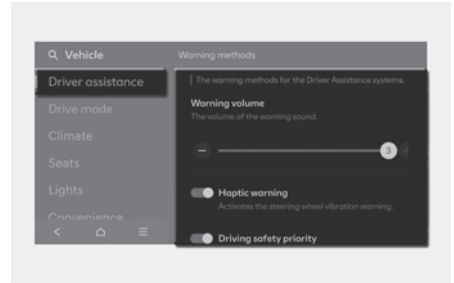 Vehicle
Warning methods
Driver assistance
The warning methods for the Driver Assistance systems.
Drive mode
Warning volume
The volume of the warning sound.
Climate
3
Seats
Lights
Haptic warning
Activates the steering wheel vibration warning.
Convenience
Driving safety priority